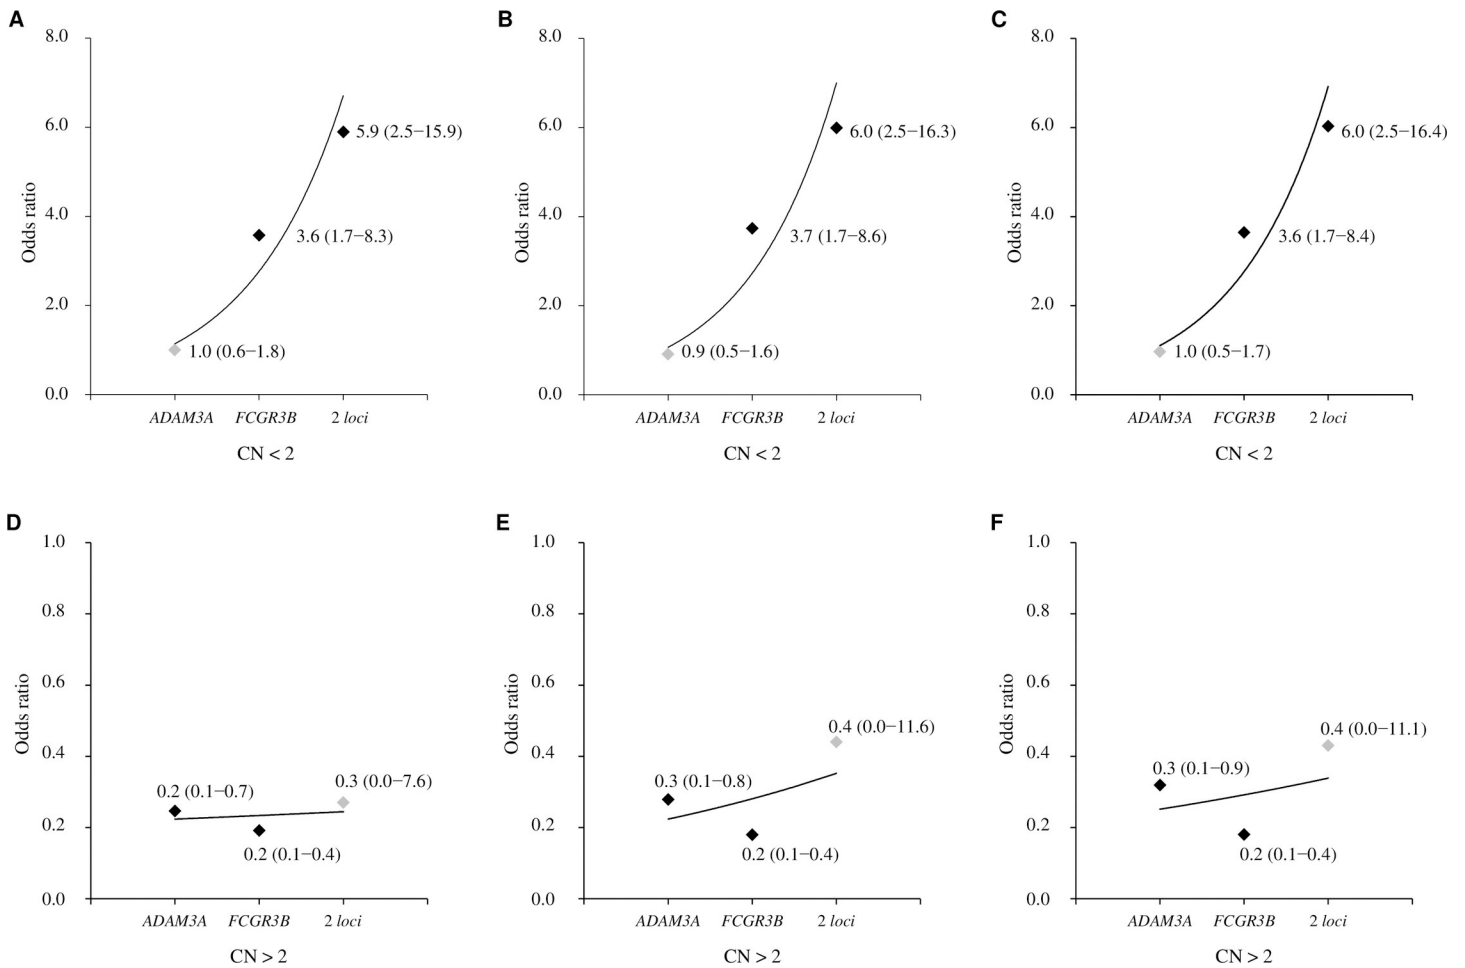 A
8.0
6.0
4.0
2.0
0.0
Odds ratio
5.9 (2.5−15.9)
3.6 (1.7−8.3)
1.0 (0.6−1.8)
ADAM3A FCGR3B 2 loci
CN < 2
B
8.0
6.0
4.0
2.0
0.0
Odds ratio
6.0 (2.5−16.3)
3.7 (1.7−8.6)
0.9 (0.5−1.6)
ADAM3A FCGR3B 2 loci
CN < 2
C
8.0
6.0
4.0
2.0
0.0
Odds ratio
6.0 (2.5−16.4)
3.6 (1.7−8.4)
1.0 (0.5−1.7)
ADAM3A FCGR3B 2 loci
CN < 2
D
1.0
0.8
0.6
0.4
0.2
0.0
Odds ratio
0.2 (0.1−0.7)
0.3 (0.0−7.6)
0.2 (0.1−0.4)
ADAM3A FCGR3B 2 loci
CN > 2
E
1.0
0.8
0.6
0.4
0.2
0.0
Odds ratio
0.4 (0.0−11.6)
0.3 (0.1−0.8)
0.2 (0.1−0.4)
ADAM3A FCGR3B 2 loci
CN > 2
F
1.0
0.8
0.6
0.4
0.2
0.0
Odds ratio
0.4 (0.0−11.1)
0.3 (0.1−0.9)
0.2 (0.1−0.4)
ADAM3A FCGR3B 2 loci
CN > 2